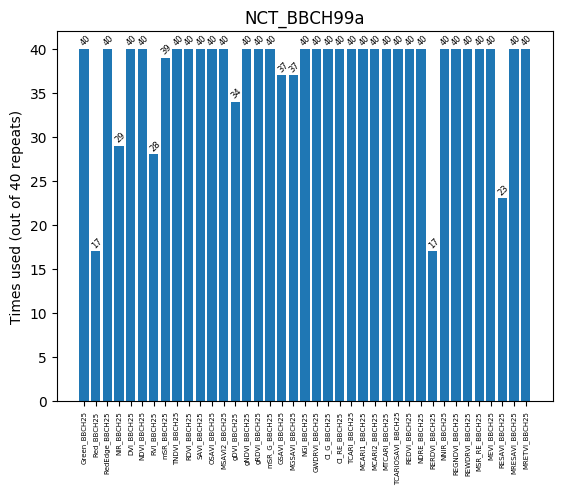 NCT_BBCH99a
Times used (out of 40 repeats)
40
35
30
25
20
15
10
5
0
40 17 40 29 40 40 28 39 40 40 40 40 40 34 40 40 40 37 37 40 40 40 40 40 40 40 40 40 40 40 17 40 40 40 40 40 23 40 40
Green_BBCH25
Red_BBCH25
RedEdge_BBCH25
NIR_BBCH25
DVI_BBCH25
NDVI_BBCH25
RVI_BBCH25
mSR_BBCH25
TNDVI_BBCH25
RDVI_BBCH25
SAVI_BBCH25
OSAVI_BBCH25
MSAVI2_BBCH25
gDVI_BBCH25
gNDVI_BBCH25
gRDVI_BBCH25
mSR_G_BBCH25
GSAVI_BBCH25
MGSAVI_BBCH25
NGI_BBCH25
GWDRVI_BBCH25
CI_G_BBCH25
CI_RE_BBCH25
TCARI_BBCH25
MCARI1_BBCH25
MCARI2_BBCH25
MTCARI_BBCH25
TCARIOSAVI_BBCH25
REDVI_BBCH25
NDRE_BBCH25
RERDVI_BBCH25
NNIR_BBCH25
REGNDVI_BBCH25
REWDRVI_BBCH25
MSR_RE_BBCH25
MEVI_BBCH25
RESAVI_BBCH25
MRESAVI_BBCH25
MRETVI_BBCH25